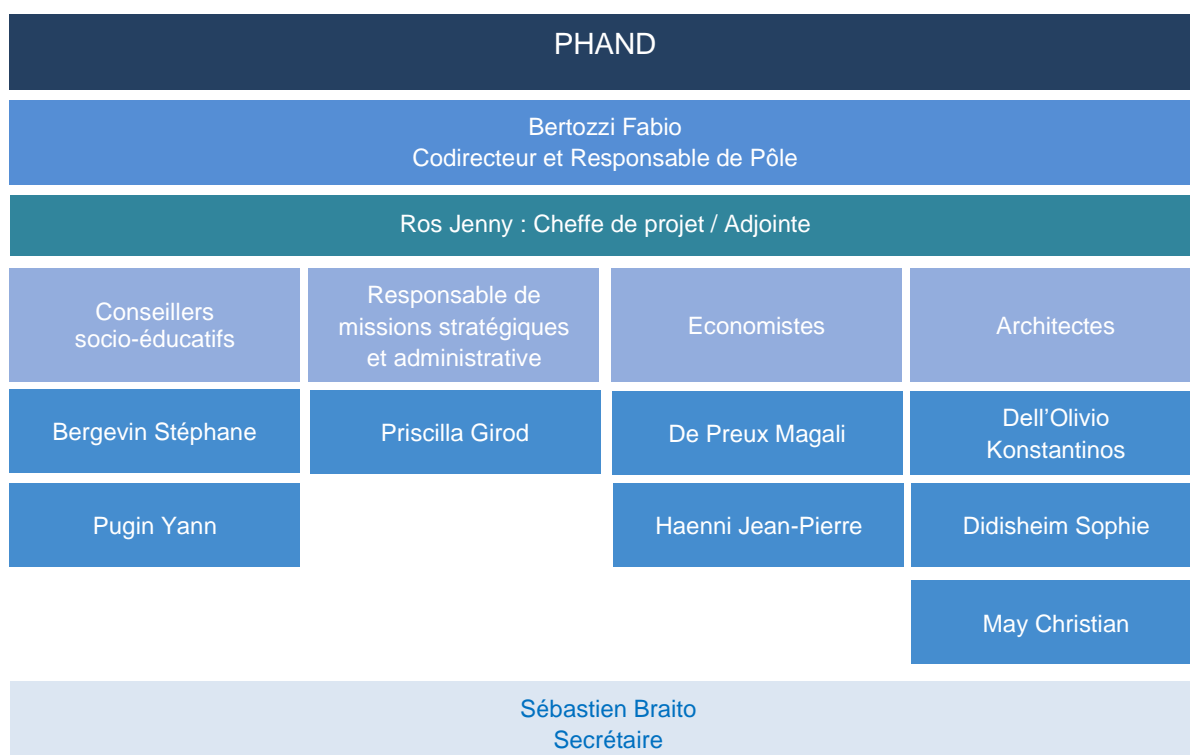 PHAND
Bertozzi Fabio
Codirecteur et Responsable de Pôle
Ros Jenny : Cheffe de projet / Adjointe
Conseillers
socio-éducatifs
Responsable de
missions stratégiques
et administrative
Economistes
Architectes
Bergevin Stéphane
Priscilla Girod
De Preux Magali
Dell’Olivio
Konstantinos
Pugin Yann
Haenni Jean-Pierre
Didisheim Sophie
May Christian
Sébastien Braito
Secrétaire